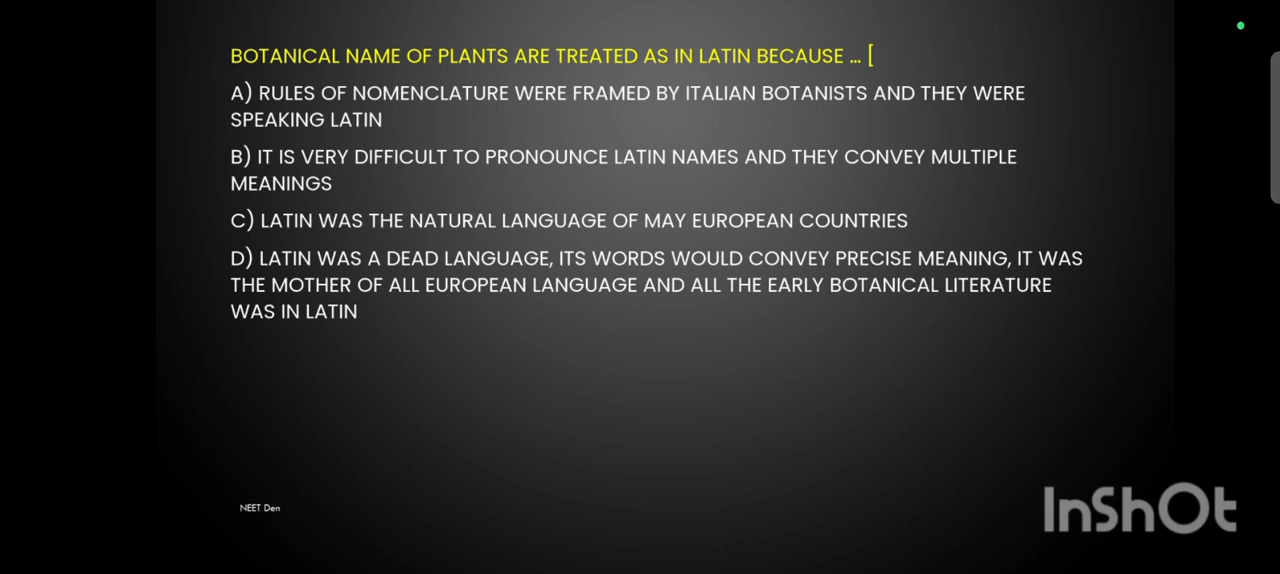 BOTANICAL NAME OF PLANTS ARE TREATED AS IN LATIN BECAUSE ... [
A) RULES OF NOMENCLATURE WERE FRAMED BY ITALIAN BOTANISTS AND THEY WERE
SPEAKING LATIN
B) IT IS VERY DIFFICULT TO PRONOUNCE LATIN NAMES AND THEY CONVEY MULTIPLE
MEANINGS
C) LATIN WAS THE NATURAL LANGUAGE OF MAY EUROPEAN COUNTRIES
D) LATIN WAS A DEAD LANGUAGE, ITS WORDS WOULD CONVEY PRECISE MEANING, IT WAS
THE MOTHER OF ALL EUROPEAN LANGUAGE AND ALL THE EARLY BOTANICAL LITERATURE
WAS IN LATIN
NEET Den
InShOt